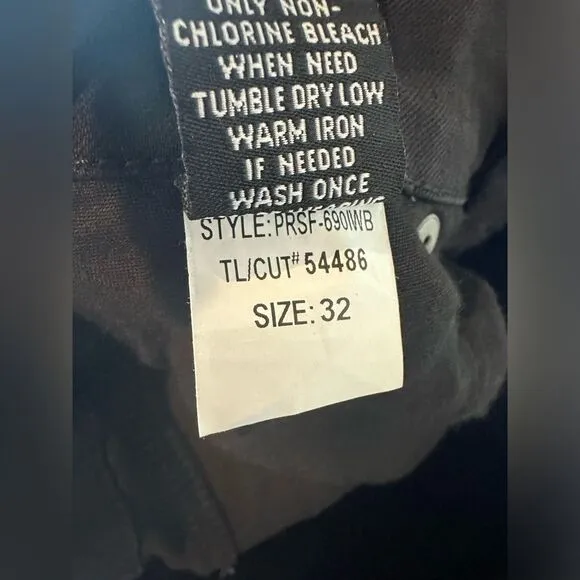 ONLY NON-
CHLORINE BLEACH
WHEN NEED
TUMBLE DRY LOW
WARM IRON
IF NEEDED
WASH ONCE
STYLE: PRSF-690IWB
TL/CUT# 54486
SIZE: 32